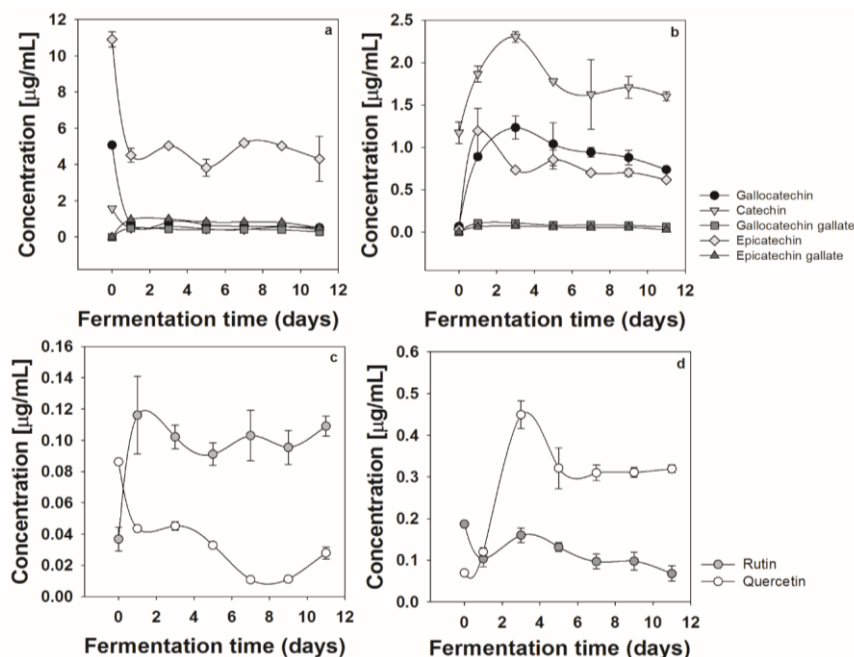 a
Concentration [µg/mL]
12
10
8
6
4
2
0
0 2 4 6 8 10 12
Fermentation time (days)
b
Concentration [µg/mL]
2.5
2.0
1.5
1.0
0.5
0.0
0 2 4 6 8 10 12
Fermentation time (days)
Gallocatechin
Catechin
Gallocatechin gallate
Epicatechin
Epicatechin gallate
c
Concentration [µg/mL]
0.16
0.14
0.12
0.10
0.08
0.06
0.04
0.02
0.00
0 2 4 6 8 10 12
Fermentation time (days)
d
Concentration [µg/mL]
0.6
0.5
0.4
0.3
0.2
0.1
0.0
0 2 4 6 8 10 12
Fermentation time (days)
Rutin
Quercetin